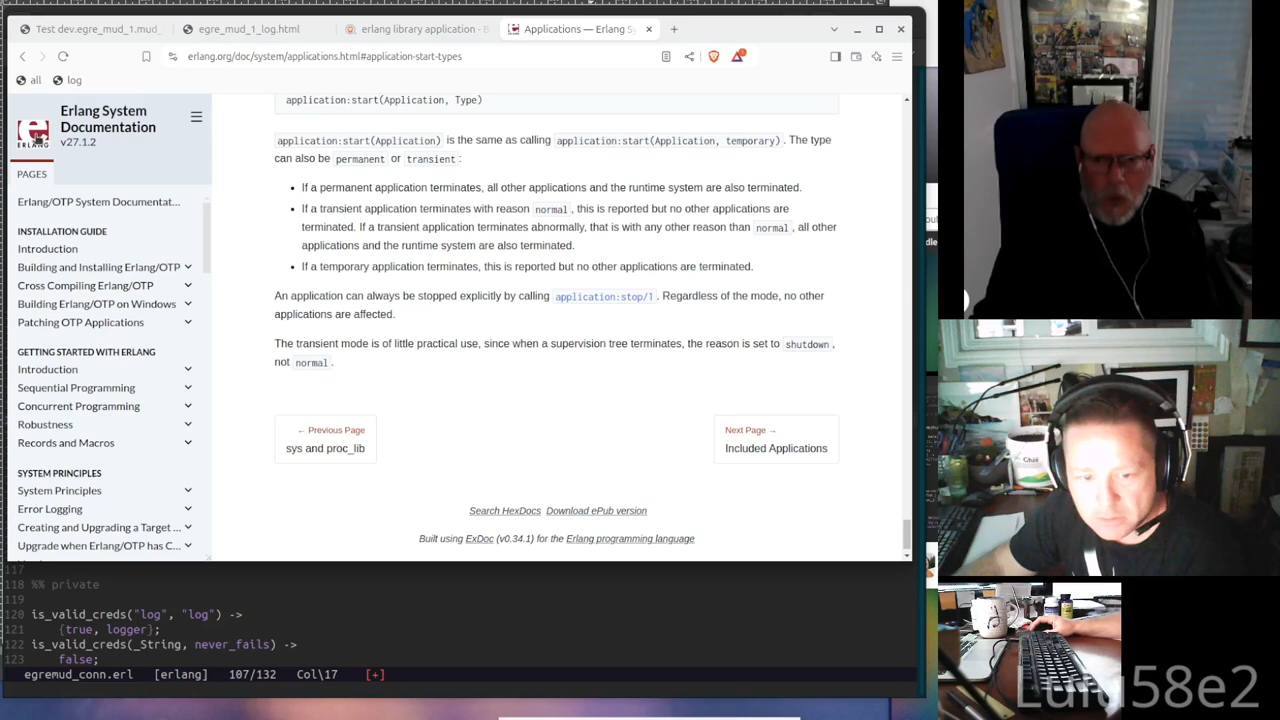 Test dev.egre_mud_1.mud_
egre_mud_1_log.html
erlang library application - B
Applications — Erlang Sy
erlang.org/doc/system/applications.html#application-start-types
all
log
Erlang System
Documentation
v27.1.2
ERLANG
PAGES
Erlang/OTP System Documentat...
INSTALLATION GUIDE
Introduction
Building and Installing Erlang/OTP
Cross Compiling Erlang/OTP
Building Erlang/OTP on Windows
Patching OTP Applications
GETTING STARTED WITH ERLANG
Introduction
Sequential Programming
Concurrent Programming
Robustness
Records and Macros
SYSTEM PRINCIPLES
System Principles
Error Logging
Creating and Upgrading a Target ...
Upgrade when Erlang/OTP has C...
application:start(Application, Type)
application:start(Application) is the same as calling application:start(Application, temporary). The type
can also be permanent or transient:
• If a permanent application terminates, all other applications and the runtime system are also terminated.
• If a transient application terminates with reason normal, this is reported but no other applications are
terminated. If a transient application terminates abnormally, that is with any other reason than normal, all other
applications and the runtime system are also terminated.
• If a temporary application terminates, this is reported but no other applications are terminated.
An application can always be stopped explicitly by calling application:stop/1. Regardless of the mode, no other
applications are affected.
The transient mode is of little practical use, since when a supervision tree terminates, the reason is set to shutdown,
not normal.
← Previous Page
sys and proc_lib
Next Page →
Included Applications
Search HexDocs Download ePub version
Built using ExDoc (v0.34.1) for the Erlang programming language
117
118 %% private
119
120 is_valid_creds("log", "log") ->
121 {true, logger};
122 is_valid_creds(_String, never_fails) ->
123 false;
egremud_conn.erl [erlang] 107/132 Col\17 [+]
Chai
Lulu58e2